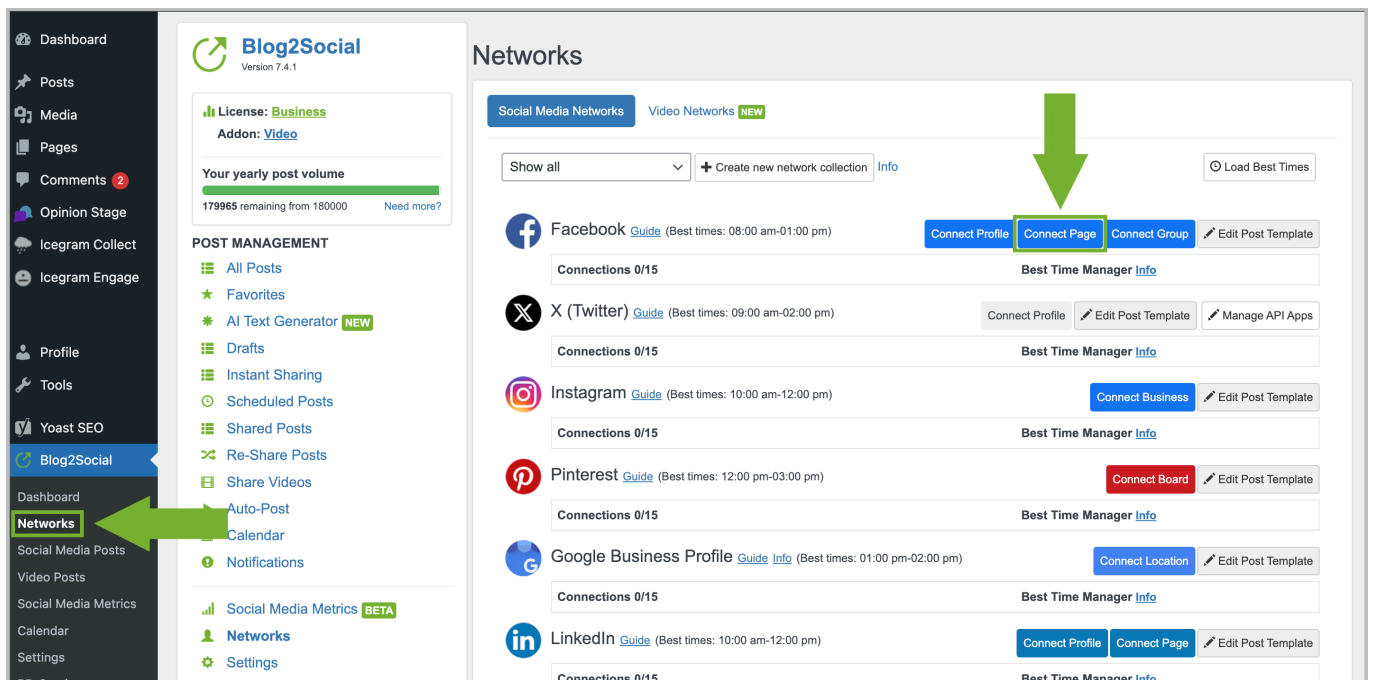 Dashboard
Posts
Media
Pages
Comments 2
Opinion Stage
Icegram Collect
Icegram Engage
Profile
Tools
Yoast SEO
Blog2Social
Dashboard
Networks
Social Media Posts
Video Posts
Social Media Metrics
Calendar
Settings
Blog2Social
Version 7.4.1
License: Business
Addon: Video
Your yearly post volume
179965 remaining from 180000 Need more?
POST MANAGEMENT
All Posts
Favorites
AI Text Generator NEW
Drafts
Instant Sharing
Scheduled Posts
Shared Posts
Re-Share Posts
Share Videos
Auto-Post
Calendar
Notifications
Social Media Metrics BETA
Networks
Settings
Networks
Social Media Networks Video Networks NEW
Show all + Create new network collection Info Load Best Times
Facebook Guide (Best times: 08:00 am-01:00 pm) Connect Profile Connect Page Connect Group Edit Post Template
Connections 0/15 Best Time Manager Info
X (Twitter) Guide (Best times: 09:00 am-02:00 pm) Connect Profile Edit Post Template Manage API Apps
Connections 0/15 Best Time Manager Info
Instagram Guide (Best times: 10:00 am-12:00 pm) Connect Business Edit Post Template
Connections 0/15 Best Time Manager Info
Pinterest Guide (Best times: 12:00 pm-03:00 pm) Connect Board Edit Post Template
Connections 0/15 Best Time Manager Info
Google Business Profile Guide Info (Best times: 01:00 pm-02:00 pm) Connect Location Edit Post Template
Connections 0/15 Best Time Manager Info
LinkedIn Guide (Best times: 10:00 am-12:00 pm) Connect Profile Connect Page Edit Post Template
Connections 0/15 Best Time Manager Info